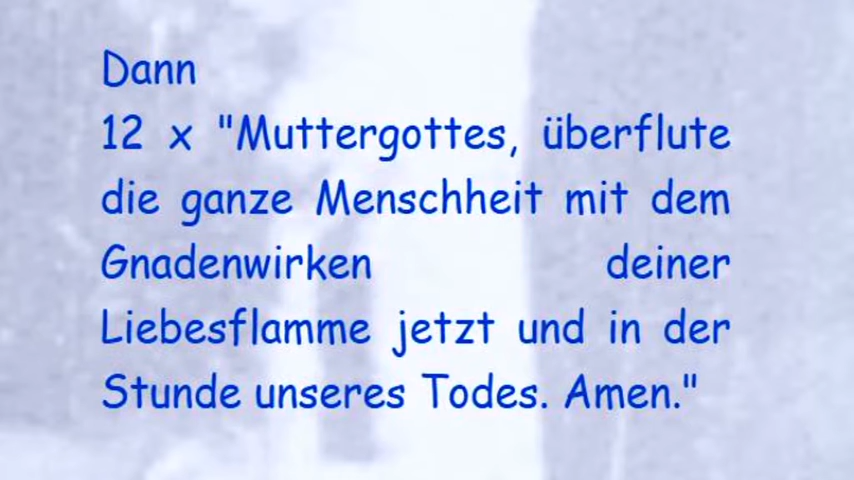 Dann
12 x "Muttergottes, überflute
die ganze Menschheit mit dem
Gnadenwirken deiner
Liebesflamme jetzt und in der
Stunde unseres Todes. Amen."